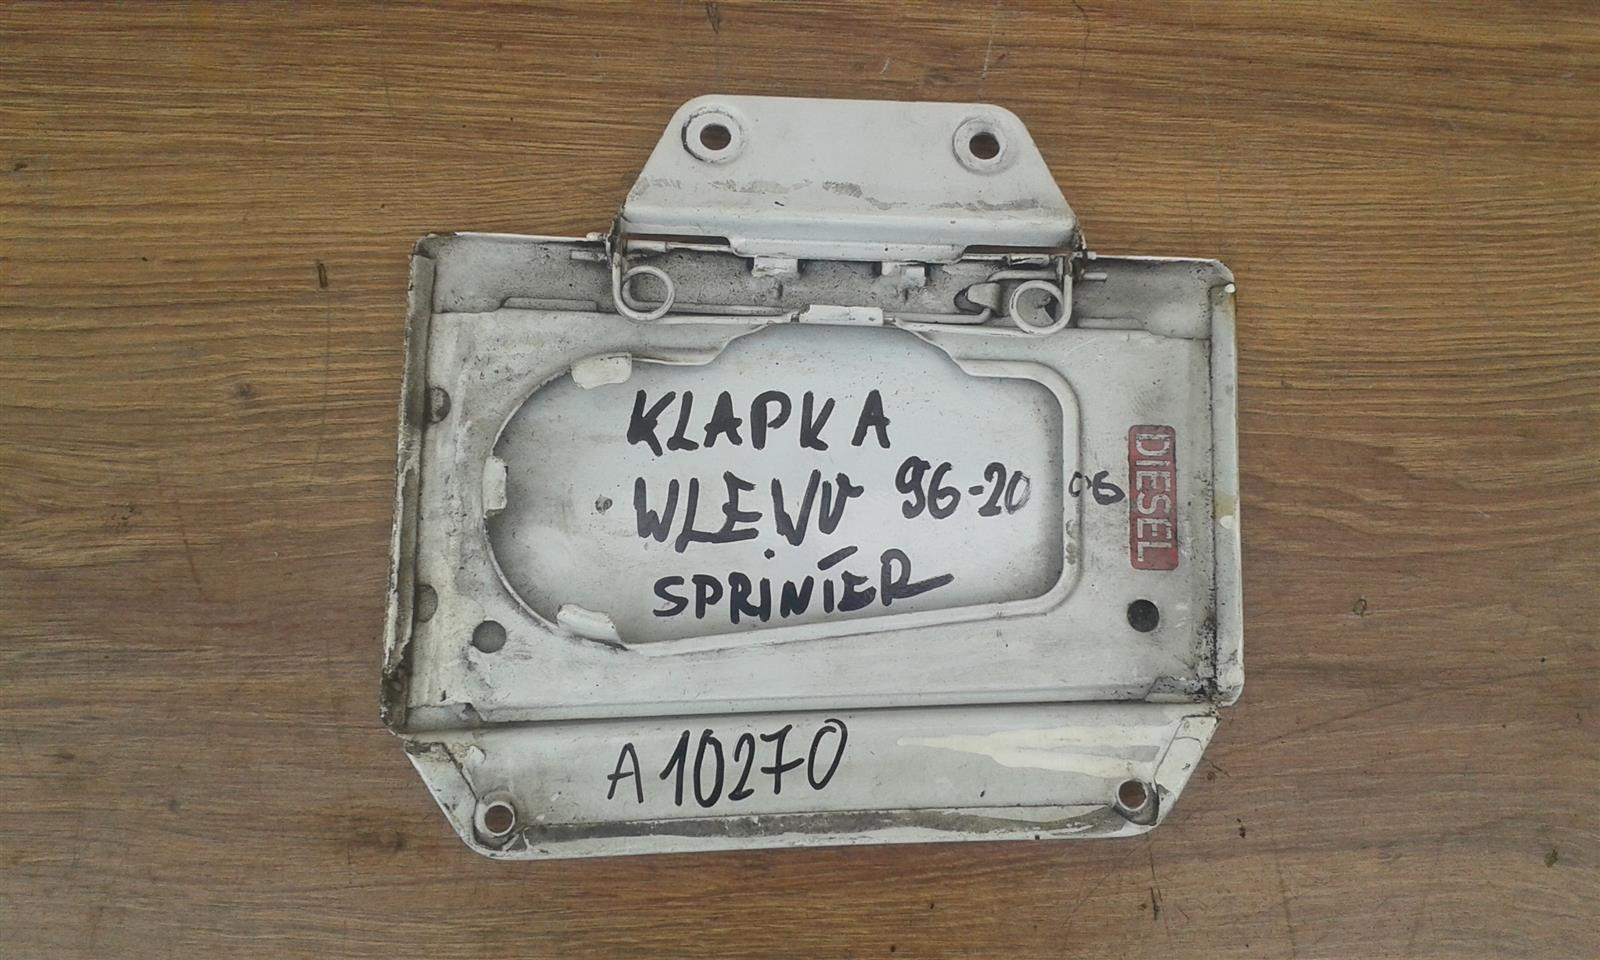 KLAPKA
WLEWU 96-2006
SPRINTER
DIESEL
A10270